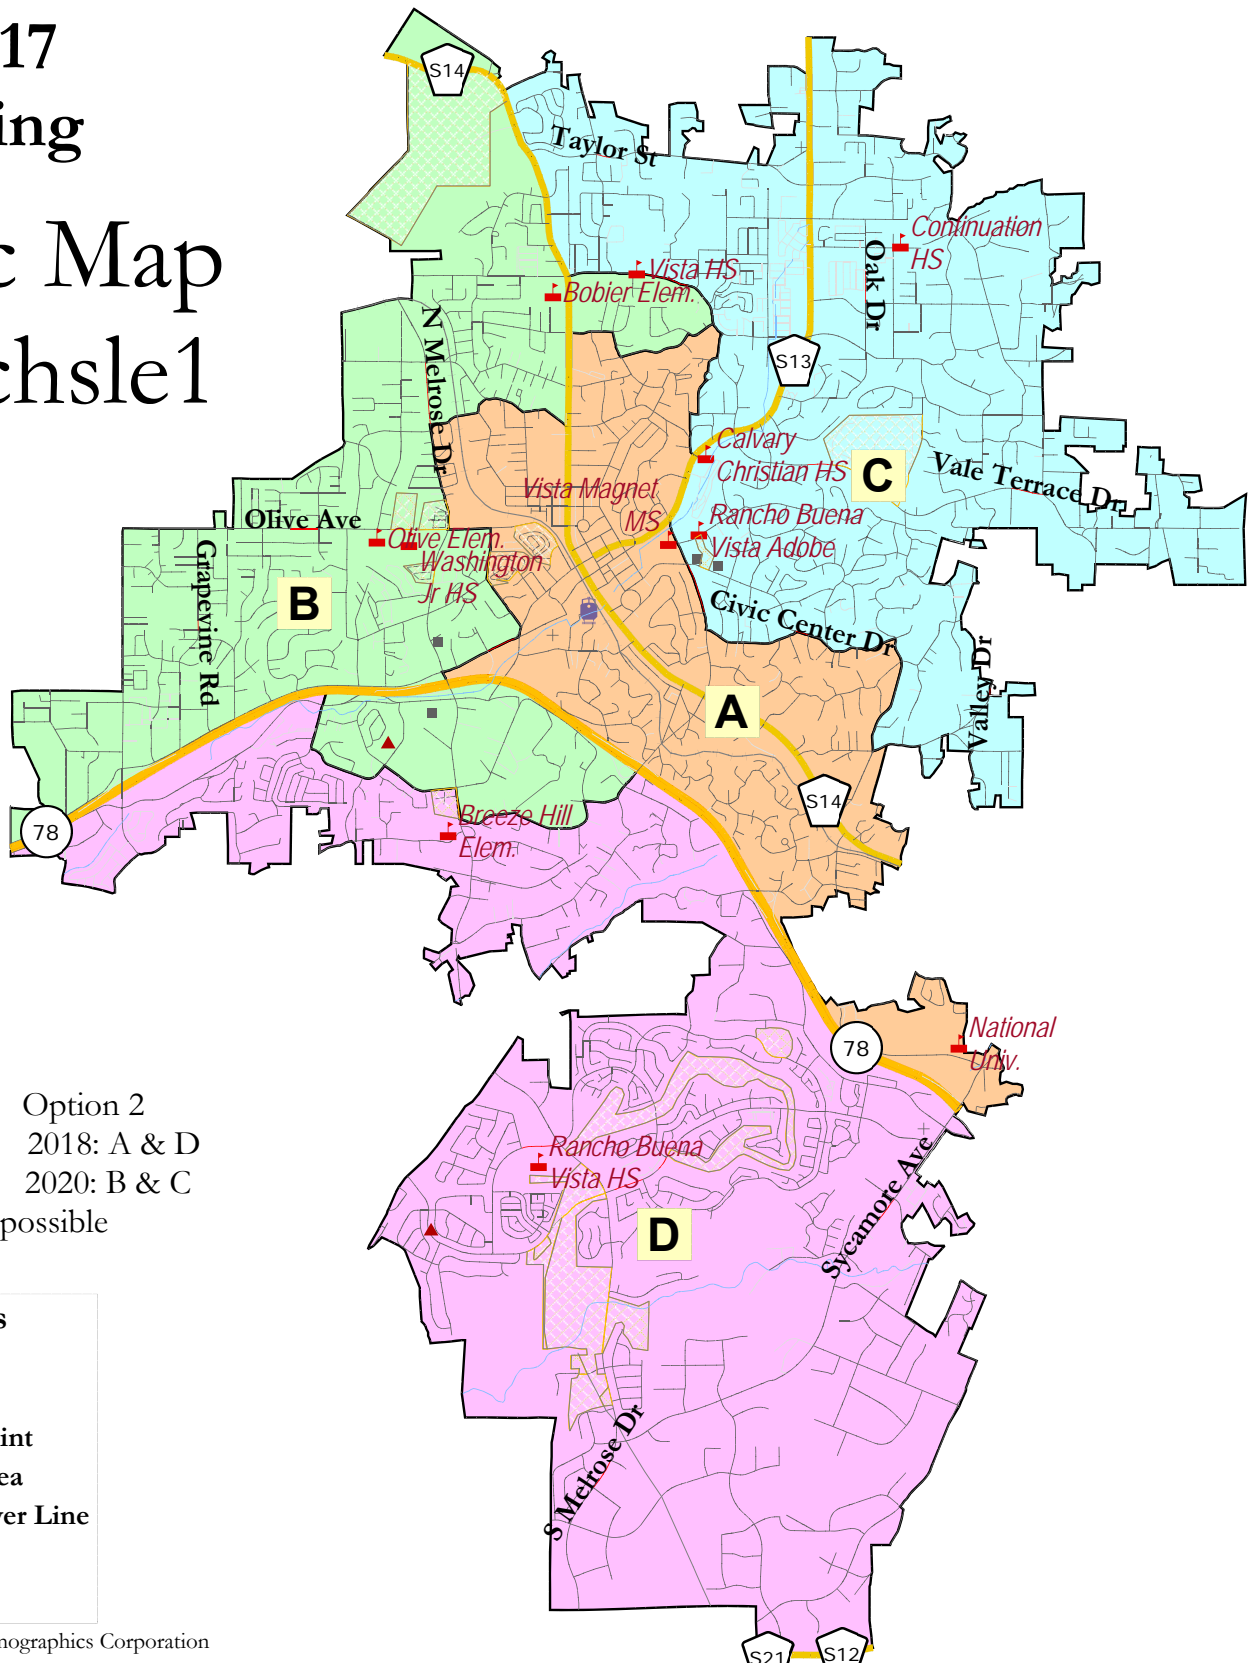 17
ing
c Map
chsle1
S14
Taylor St
Continuation
HS
Oak Dr
Vista HS
Bobier Elem.
N Melrose Dr
S13
Calvary
Christian HS
C
Vale Terrace Dr
Vista Magnet
MS
Rancho Buena
Vista Adobe
Olive Ave
Olive Elem.
Washington
Jr HS
Grapevine Rd
B
Civic Center Dr
Valley Dr
A
S14
78
Breeze Hill
Elem.
National
Univ.
78
Option 2
2018: A & D
2020: B & C
possible
Rancho Buena
Vista HS
Sycamore Ave
D
s
int
ea
ver Line
S Melrose Dr
nographics Corporation
S21
S12